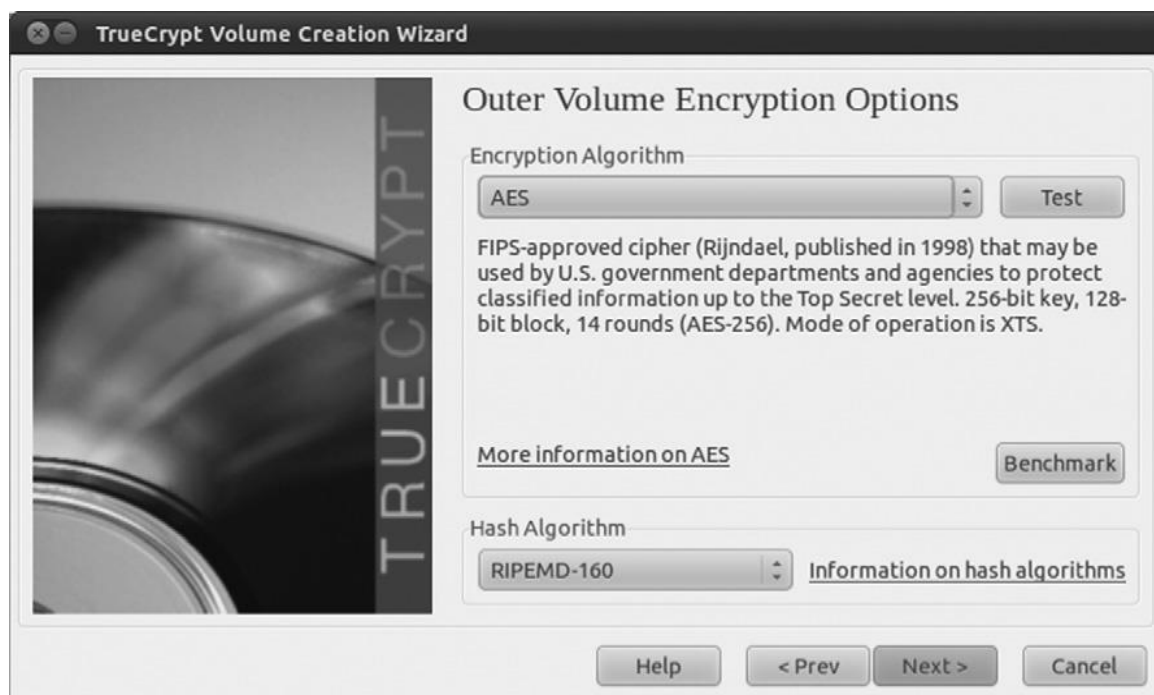 TrueCrypt Volume Creation Wizard
TRUECRYPT
Outer Volume Encryption Options
Encryption Algorithm
AES
Test
FIPS-approved cipher (Rijndael, published in 1998) that may be
used by U.S. government departments and agencies to protect
classified information up to the Top Secret level. 256-bit key, 128-
bit block, 14 rounds (AES-256). Mode of operation is XTS.
More information on AES
Benchmark
Hash Algorithm
RIPEMD-160
Information on hash algorithms
Help
< Prev
Next >
Cancel